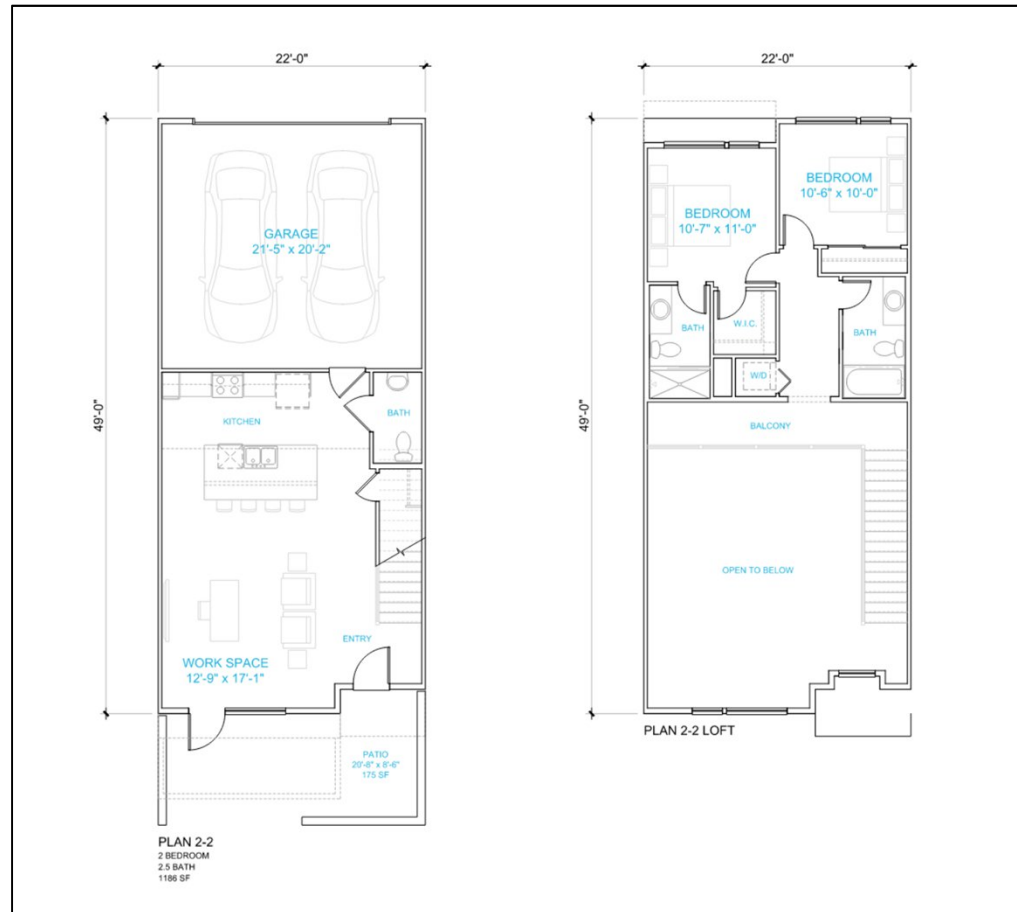 22'-0"
49'-0"
GARAGE
21'-5" x 20'-2"
KITCHEN
BATH
ENTRY
WORK SPACE
12'-9" x 17'-1"
PATIO
20'-8" x 8'-6"
175 SF
PLAN 2-2
2 BEDROOM
2.5 BATH
1186 SF
22'-0"
49'-0"
BEDROOM
10'-6" x 10'-0"
BEDROOM
10'-7" x 11'-0"
BATH
W.I.C.
BATH
W/D
BALCONY
OPEN TO BELOW
PLAN 2-2 LOFT